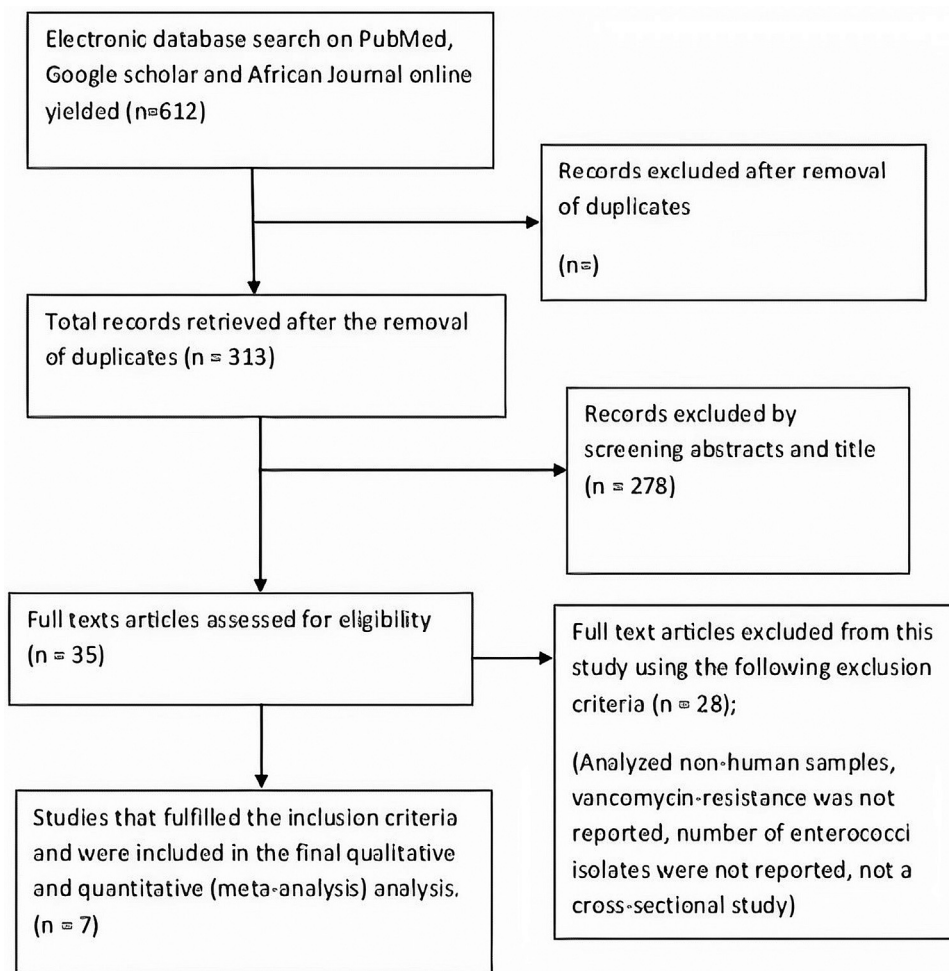 Electronic database search on PubMed,
Google scholar and African Journal online
yielded (n=612)
Records excluded after removal
of duplicates
(n=)
Total records retrieved after the removal
of duplicates (n = 313)
Records excluded by
screening abstracts and title
(n = 278)
Full texts articles assessed for eligibility
(n = 35)
Full text articles excluded from this
study using the following exclusion
criteria (n = 28);
(Analyzed non-human samples,
vancomycin-resistance was not
reported, number of enterococci
isolates were not reported, not a
cross-sectional study)
Studies that fulfilled the inclusion criteria
and were included in the final qualitative
and quantitative (meta-analysis) analysis.
(n = 7)